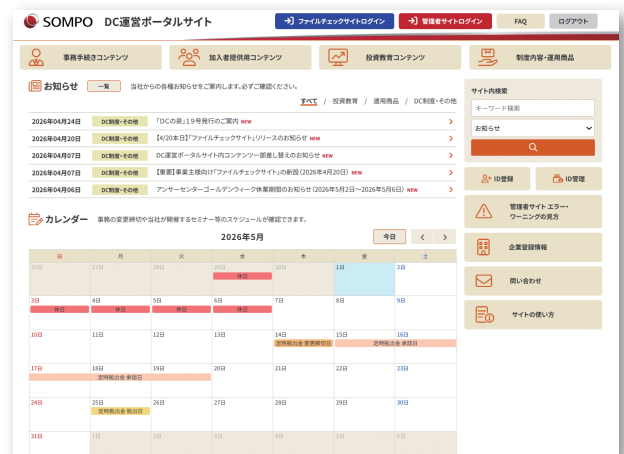 SOMPO DC運営ポータルサイト
ファイルチェックサイトログイン
管理者サイトログイン
FAQ
ログアウト
事務手続きコンテンツ
加入者提供用コンテンツ
投資教育コンテンツ
制度内容・運用商品
お知らせ
一覧
当社からの各種お知らせをご案内します。必ずご確認ください。
すべて / 投資教育 / 運用商品 / DC制度・その他
2026年04月24日 DC制度・その他 「DCの泉」19号発行のご案内 NEW
2026年04月20日 DC制度・その他 【4/20本日】「ファイルチェックサイト」リリースのお知らせ NEW
2026年04月07日 DC制度・その他 DC運営ポータルサイト内コンテンツ一部差し替えのお知らせ NEW
2026年04月07日 DC制度・その他 【重要】事業主様向け「ファイルチェックサイト」の新設(2026年4月20日) NEW
2026年04月06日 DC制度・その他 アンサーセンターゴールデンウィーク休業期間のお知らせ(2026年5月2日~2026年5月6日) NEW
サイト内検索
キーワード検索
お知らせ
ID登録
ID管理
管理者サイトエラー・
ワーニングの見方
企業登録情報
問い合わせ
サイトの使い方
カレンダー
事務の変更締切や当社が開催するセミナー等のスケジュールが確認できます。
2026年5月
今日
日 月 火 水 木 金 土
26日 27日 28日 29日 30日 1日 2日
休日
3日 4日 5日 6日 7日 8日 9日
休日 休日 休日 休日
10日 11日 12日 13日 14日 15日 16日
定時拠出金 変更締切日 定時拠出金 承認日
17日 18日 19日 20日 21日 22日 23日
定時拠出金 承認日
24日 25日 26日 27日 28日 29日 30日
定時拠出金 拠出日
31日 1日 2日 3日 4日 5日 6日